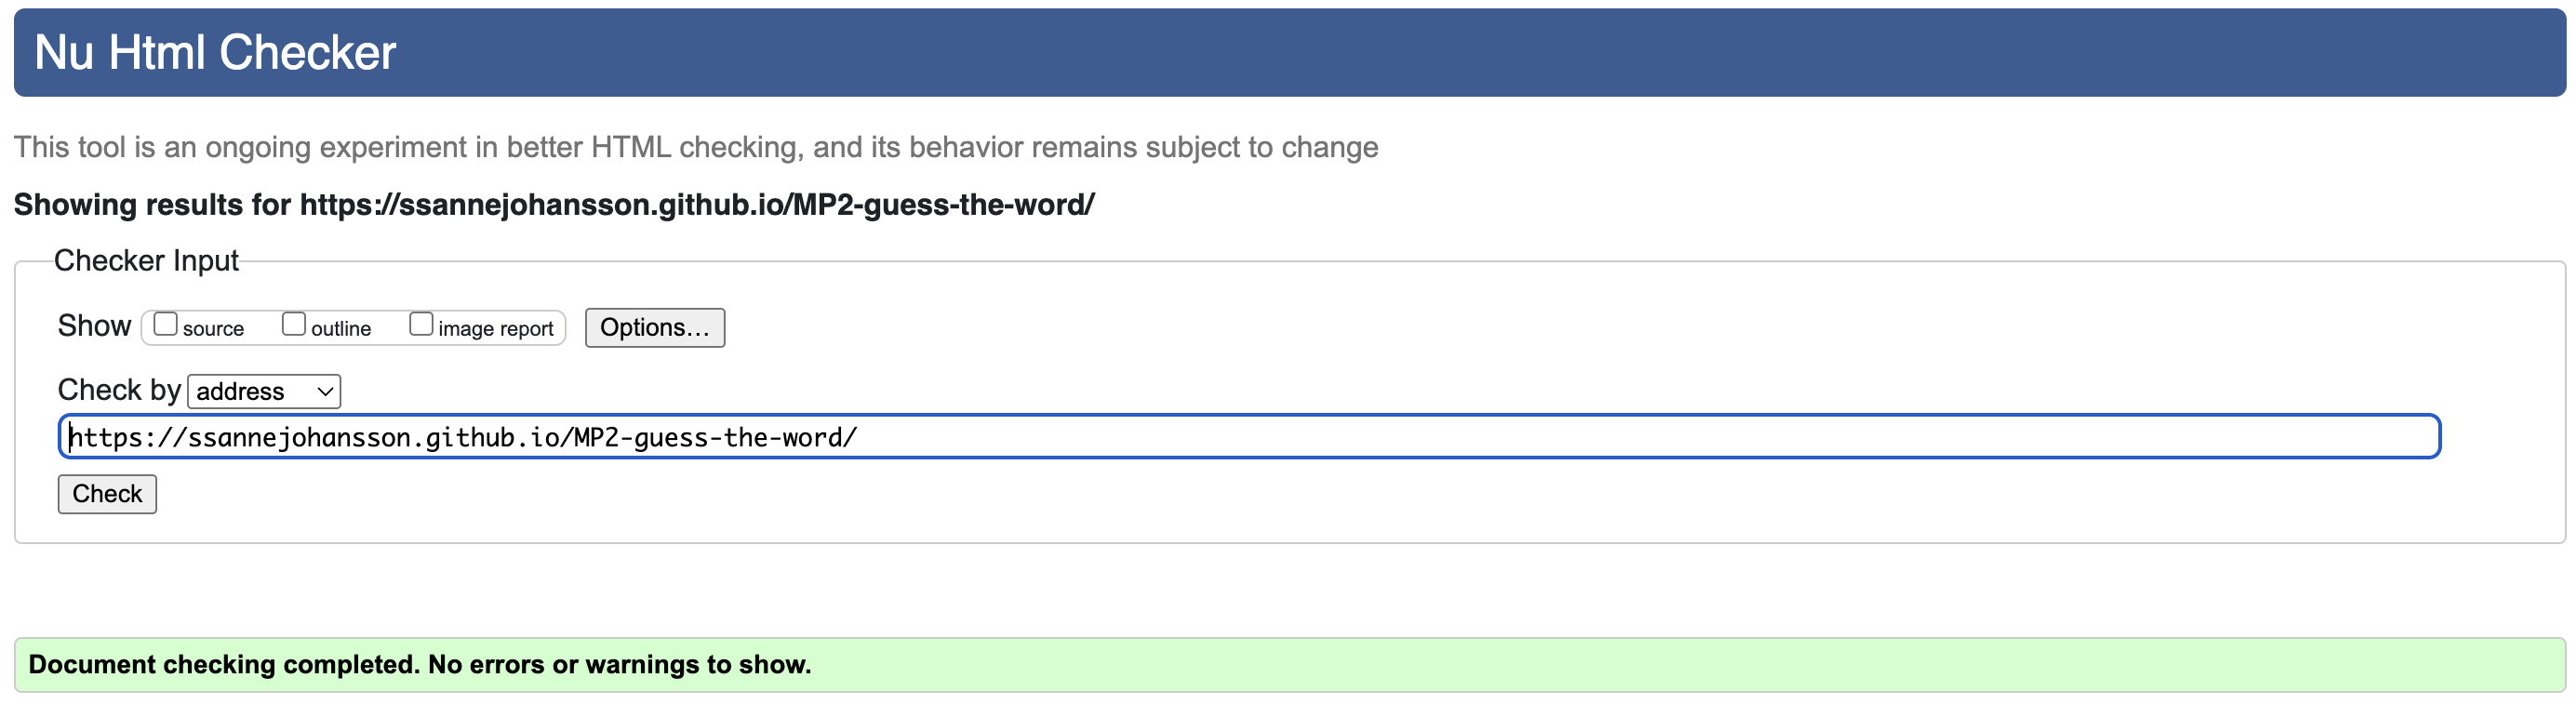 Nu Html Checker
This tool is an ongoing experiment in better HTML checking, and its behavior remains subject to change
Showing results for https://ssannejohansson.github.io/MP2-guess-the-word/
Checker Input
Show source outline image report Options…
Check by address
https://ssannejohansson.github.io/MP2-guess-the-word/
Check
Document checking completed. No errors or warnings to show.